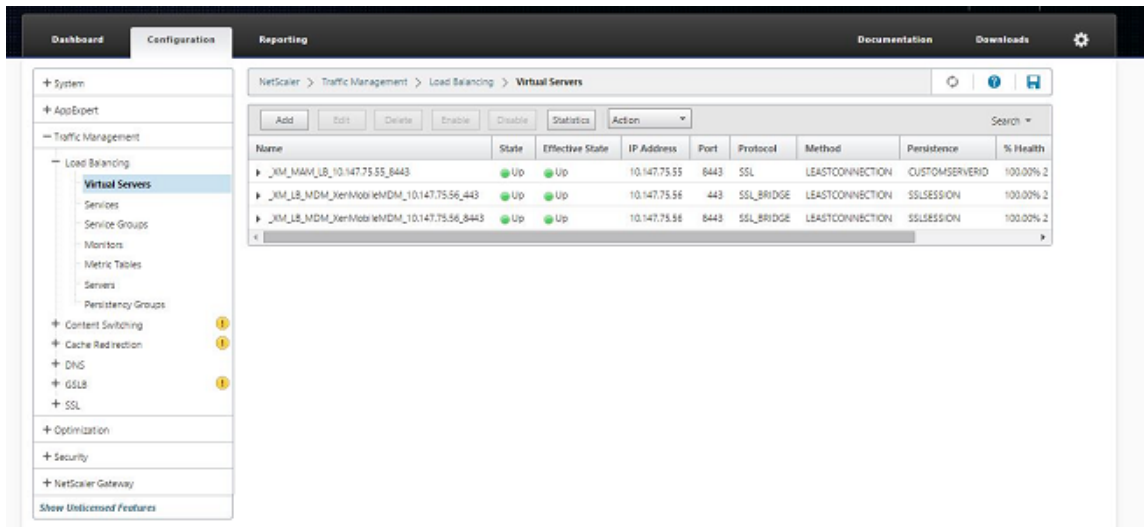 Dashboard Configuration Reporting Documentation Downloads
+ System
NetScaler > Traffic Management > Load Balancing > Virtual Servers
+ AppExpert
− Traffic Management
− Load Balancing
Virtual Servers
Services
Service Groups
Monitors
Metric Tables
Servers
Persistency Groups
+ Content Switching
+ Cache Redirection
+ DNS
+ GSLB
+ SSL
+ Optimization
+ Security
+ NetScaler Gateway
Show Unlicensed Features
Add Edit Delete Enable Disable Statistics Action Search
Name State Effective State IP Address Port Protocol Method Persistence % Health
_XM_MAM_LB_10.147.75.55_8443 Up Up 10.147.75.55 8443 SSL LEASTCONNECTION CUSTOMSERVERID 100.00% 2
_XM_LB_MDM_XenMobileMDM_10.147.75.56_443 Up Up 10.147.75.56 443 SSL_BRIDGE LEASTCONNECTION SSLSESSION 100.00% 2
_XM_LB_MDM_XenMobileMDM_10.147.75.56_8443 Up Up 10.147.75.56 8443 SSL_BRIDGE LEASTCONNECTION SSLSESSION 100.00% 2